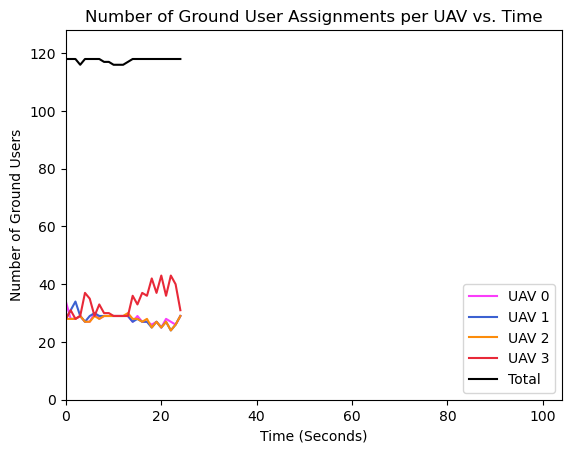 Number of Ground User Assignments per UAV vs. Time
Number of Ground Users
120
100
80
60
40
20
0
0 20 40 60 80 100
Time (Seconds)
UAV 0
UAV 1
UAV 2
UAV 3
Total